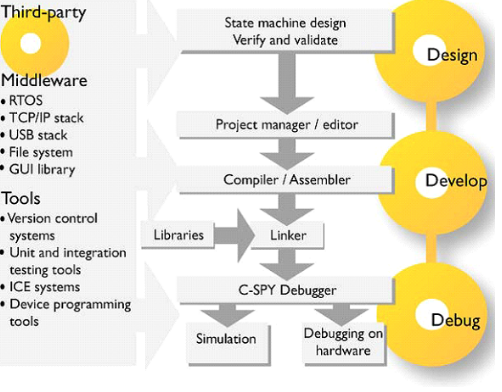 Third-party
Middleware
• RTOS
• TCP/IP stack
• USB stack
• File system
• GUI library
Tools
• Version control
systems
• Unit and integration
testing tools
• ICE systems
• Device programming
tools
State machine design
Verify and validate
Project manager / editor
Compiler / Assembler
Libraries
Linker
C-SPY Debugger
Simulation
Debugging on
hardware
Design
Develop
Debug